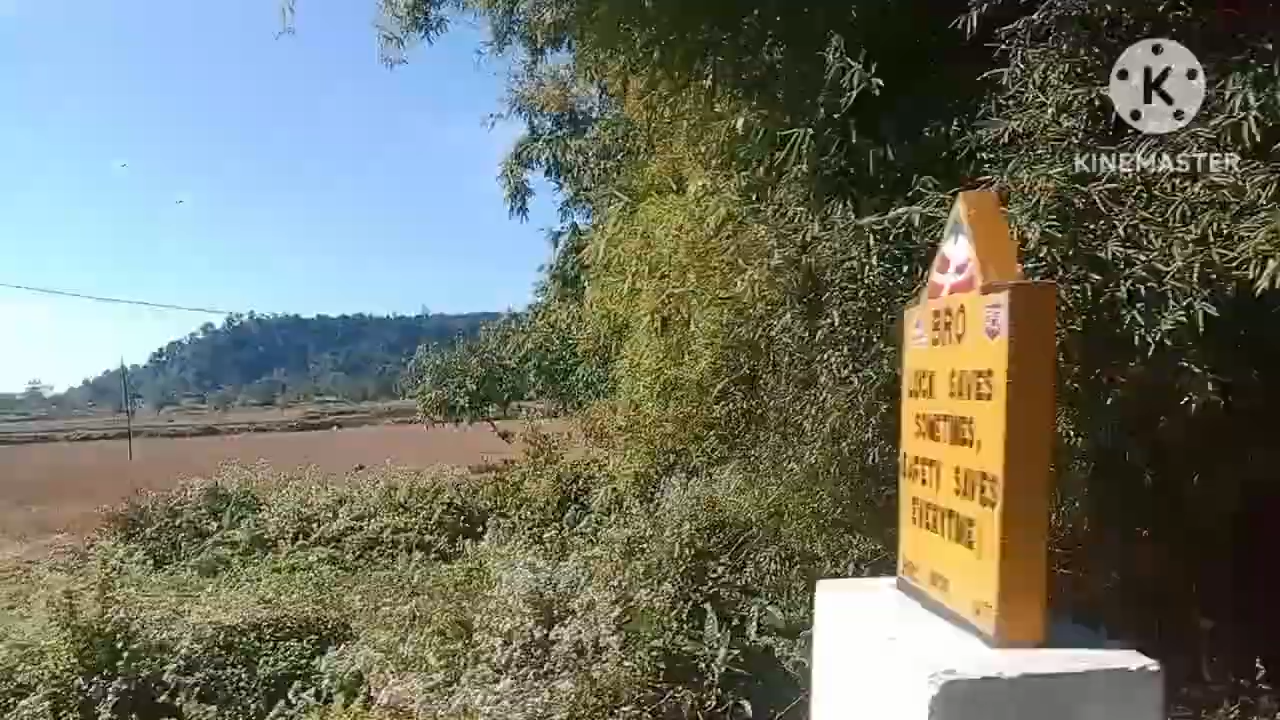 K
KINEMASTER
BRO
LUCK SAVES
SOMETIMES,
SAFETY SAVES
EVERYTIME